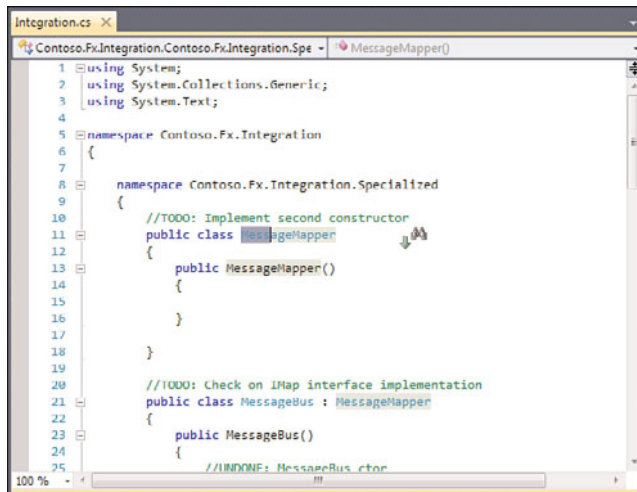 Integration.cs
Contoso.Fx.Integration.Contoso.Fx.Integration.Spe
MessageMapper()
1 using System;
2 using System.Collections.Generic;
3 using System.Text;
4
5 namespace Contoso.Fx.Integration
6 {
7
8 namespace Contoso.Fx.Integration.Specialized
9 {
10 //TODO: Implement second constructor
11 public class MessageMapper
12 {
13 public MessageMapper()
14 {
15
16 }
17
18 }
19
20 //TODO: Check on IMap interface implementation
21 public class MessageBus : MessageMapper
22 {
23 public MessageBus()
24 {
25 //UNDONE: MessageBus ctor
100 %